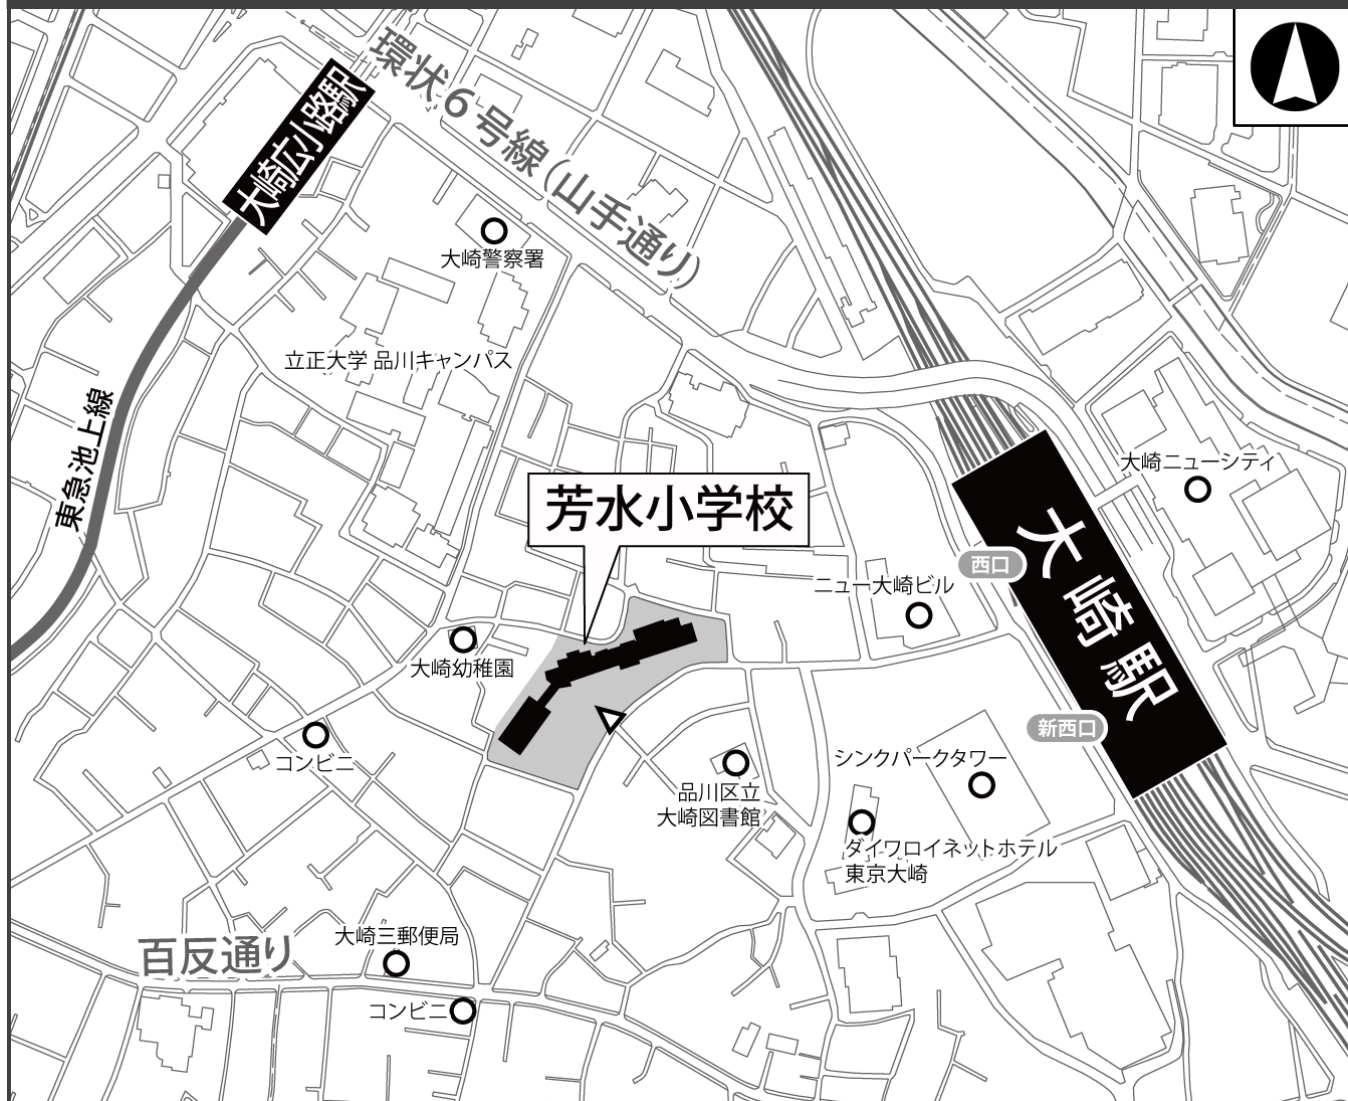 環状6号線(山手通り)
大崎広小路駅
大崎警察署
立正大学 品川キャンパス
東急池上線
大崎ニューシティ
芳水小学校
西口
大崎駅
ニュー大崎ビル
大崎幼稚園
新西口
コンビニ
シンクパークタワー
品川区立
大崎図書館
ダイワロイネットホテル
東京大崎
百反通り
大崎三郵便局
コンビニ